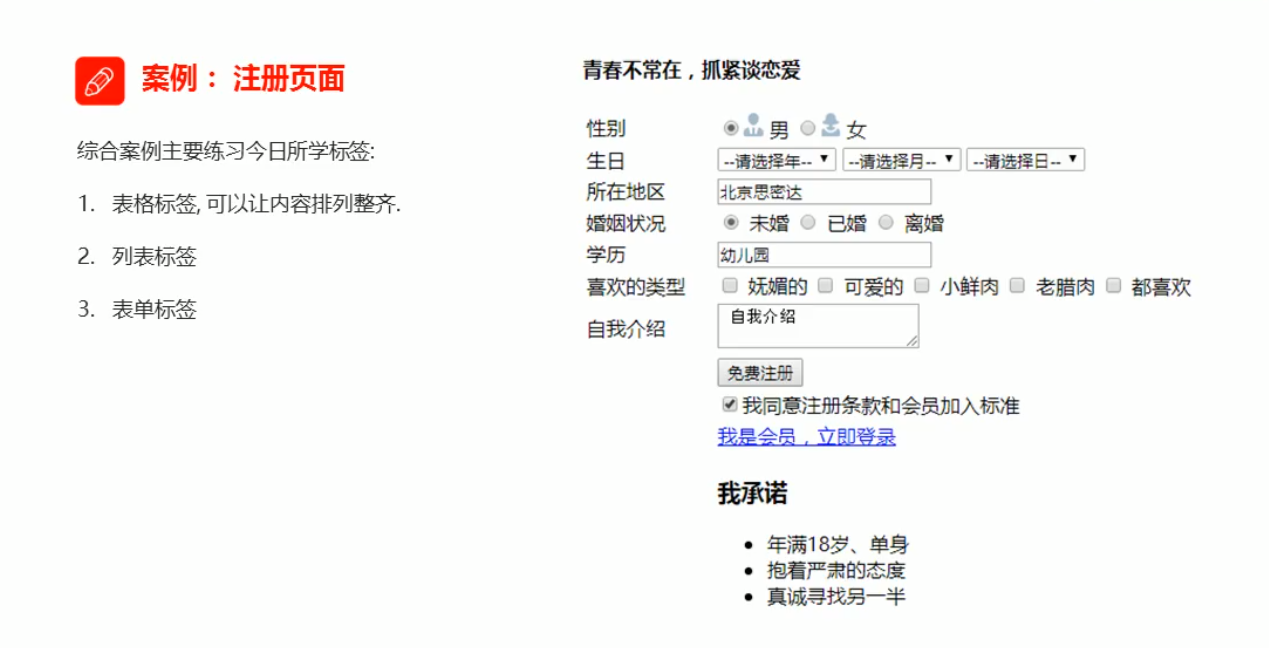 案例： 注册页面
综合案例主要练习今日所学标签:
1. 表格标签, 可以让内容排列整齐.
2. 列表标签
3. 表单标签
青春不常在，抓紧谈恋爱
性别 男 女
生日 --请选择年-- --请选择月-- --请选择日--
所在地区 北京思密达
婚姻状况 未婚 已婚 离婚
学历 幼儿园
喜欢的类型 妩媚的 可爱的 小鲜肉 老腊肉 都喜欢
自我介绍 自我介绍
免费注册
我同意注册条款和会员加入标准
我是会员，立即登录
我承诺
• 年满18岁、单身
• 抱着严肃的态度
• 真诚寻找另一半